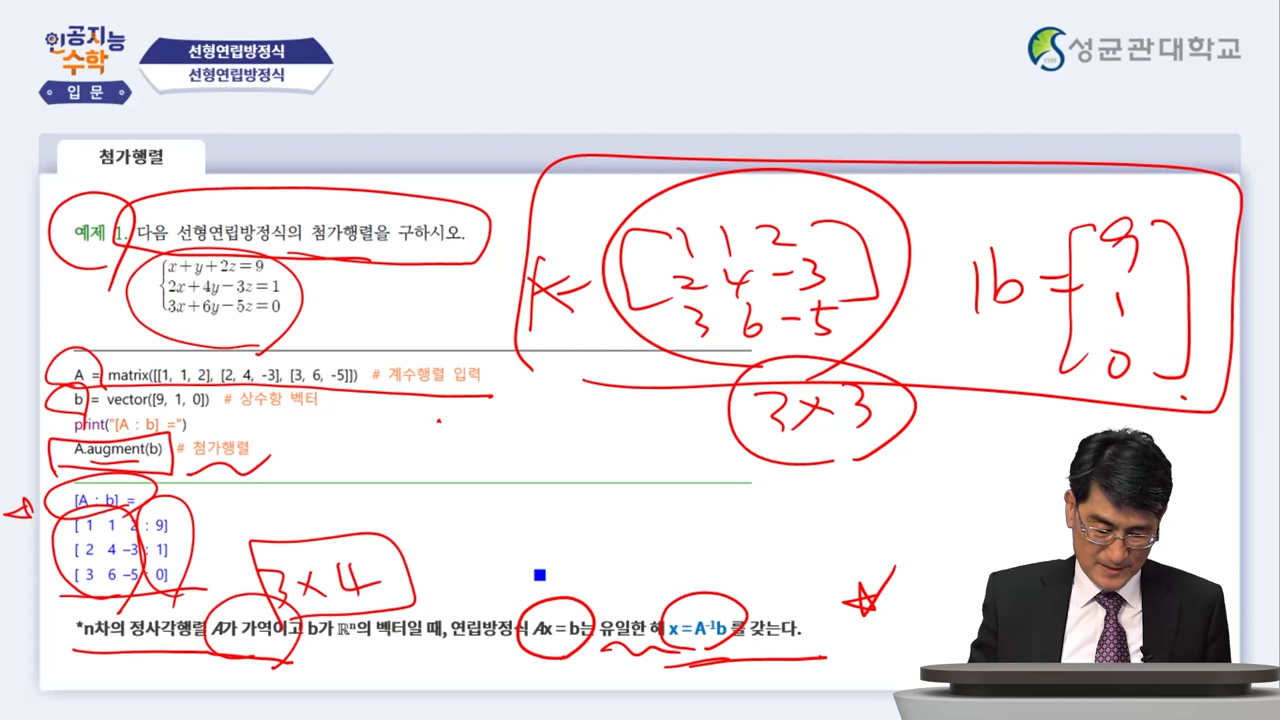 인공지능
수학
입문
선형연립방정식
선형연립방정식
성균관대학교
첨가행렬
예제 1. 다음 선형연립방정식의 첨가행렬을 구하시오.
x+y+2z=9
2x+4y-3z=1
3x+6y-5z=0
A = matrix([[1, 1, 2], [2, 4, -3], [3, 6, -5]]) # 계수행렬 입력
b = vector([9, 1, 0]) # 상수항 벡터
print("[A : b] =")
A.augment(b) # 첨가행렬
[A : b] =
[ 1 1 2 : 9]
[ 2 4 -3 : 1]
[ 3 6 -5 : 0]
*n차의 정사각행렬 A가 가역이고 b가 ℝⁿ의 벡터일 때, 연립방정식 Ax=b는 유일한 해 x=A⁻¹b 를 갖는다.
1 1 2
2 4 -3
3 6 -5
b =
9
1
0
3×3
3×4